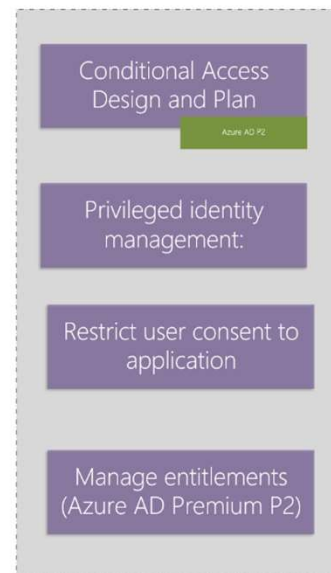 Conditional Access
Design and Plan
Azure AD P2
Privileged identity
management:
Restrict user consent to
application
Manage entitlements
(Azure AD Premium P2)